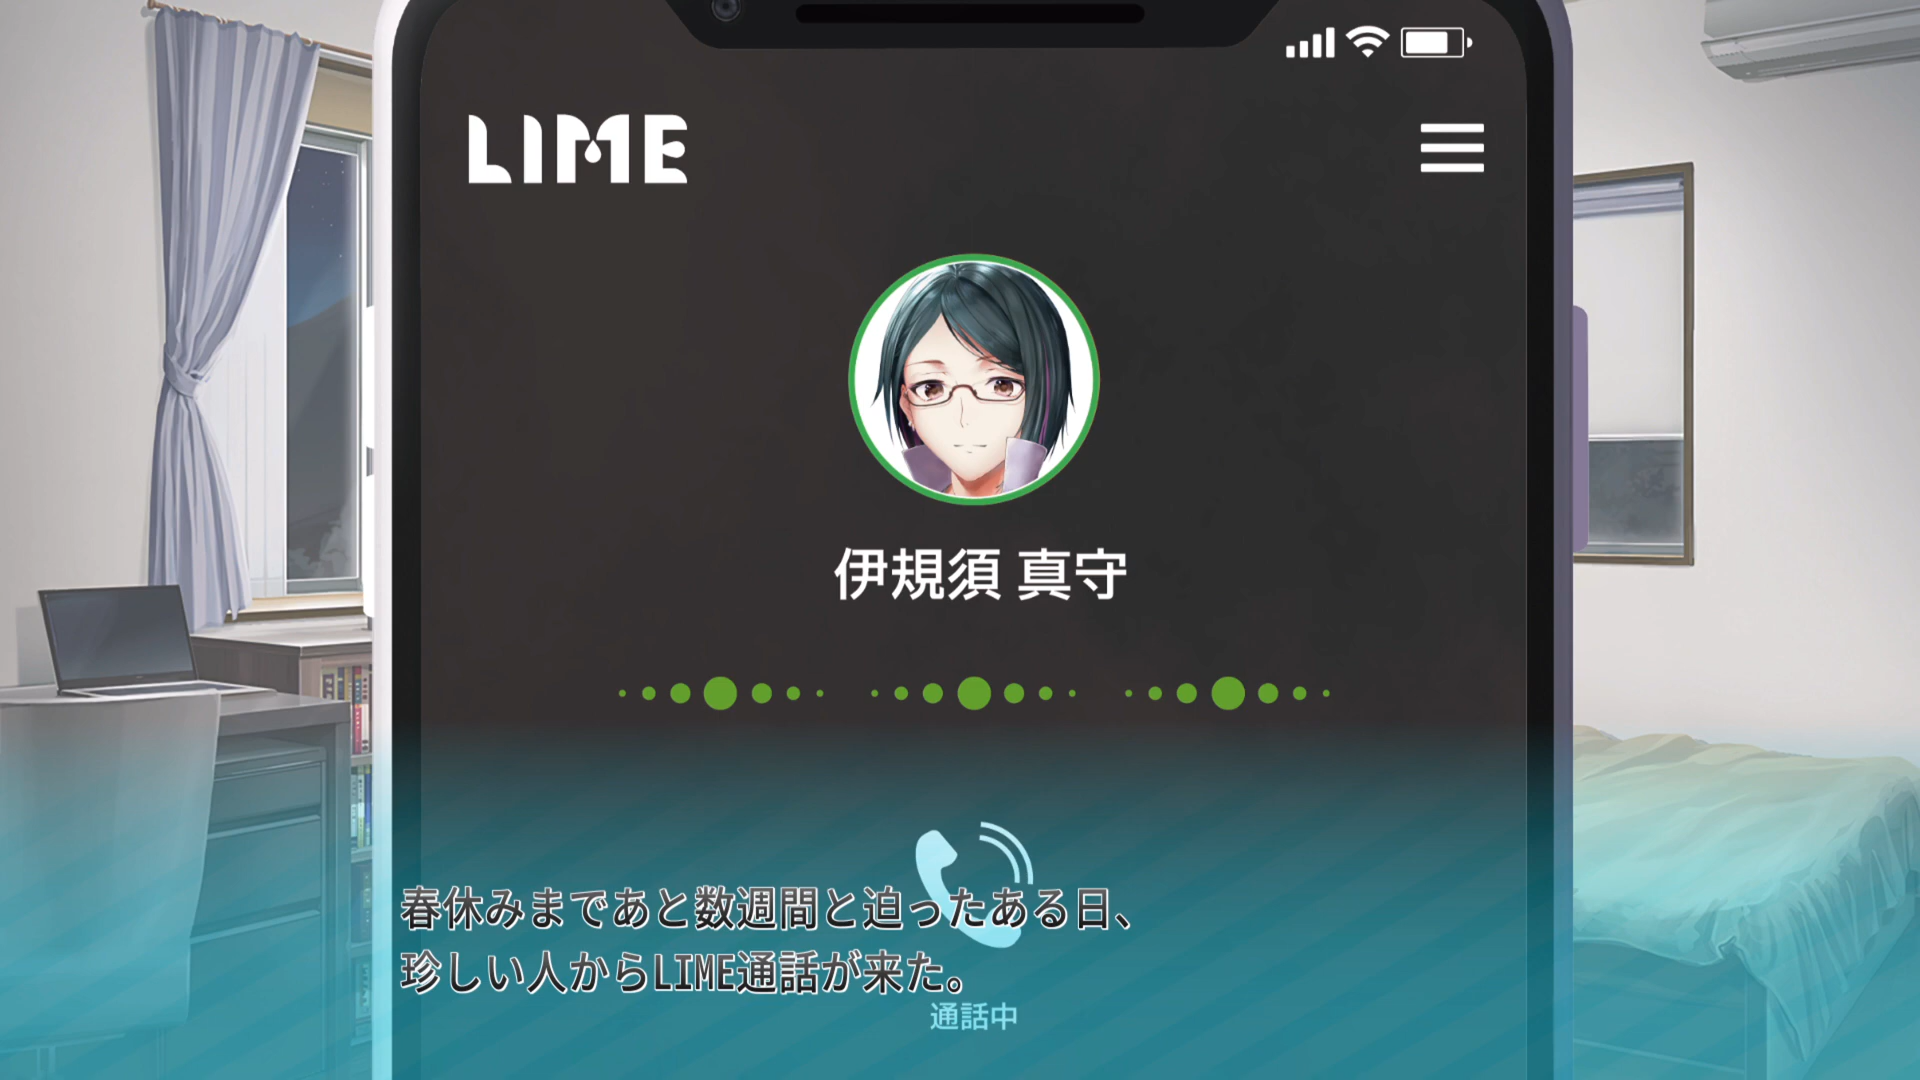 LIME
伊規須 真守
春休みまであと数週間と迫ったある日、
珍しい人からLIME通話が来た。
通話中